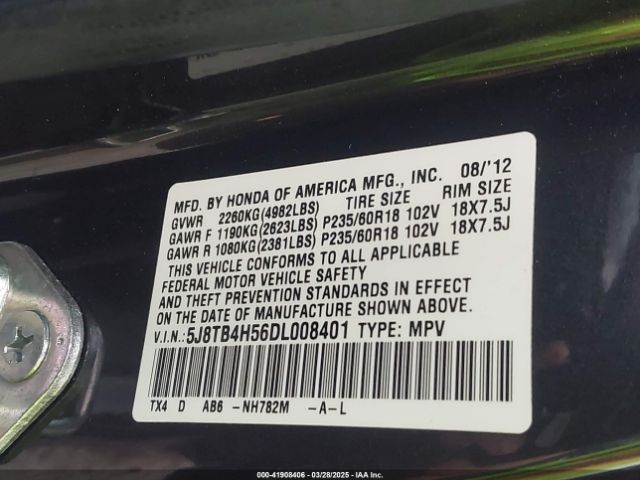 MFD. BY HONDA OF AMERICA MFG., INC. 08/'12
GVWR 2260KG(4982LBS) TIRE SIZE RIM SIZE
GAWR F 1190KG(2623LBS) P235/60R18 102V 18X7.5J
GAWR R 1080KG(2381LBS) P235/60R18 102V 18X7.5J
THIS VEHICLE CONFORMS TO ALL APPLICABLE
FEDERAL MOTOR VEHICLE SAFETY
AND THEFT PREVENTION STANDARDS IN EFFECT
ON THE DATE OF MANUFACTURE SHOWN ABOVE.
V.I.N.: 5J8TB4H56DL008401 TYPE: MPV
TX4 D AB6 -NH782M -A-L
000-41908406 | 03/28/2025 | IAA Inc.